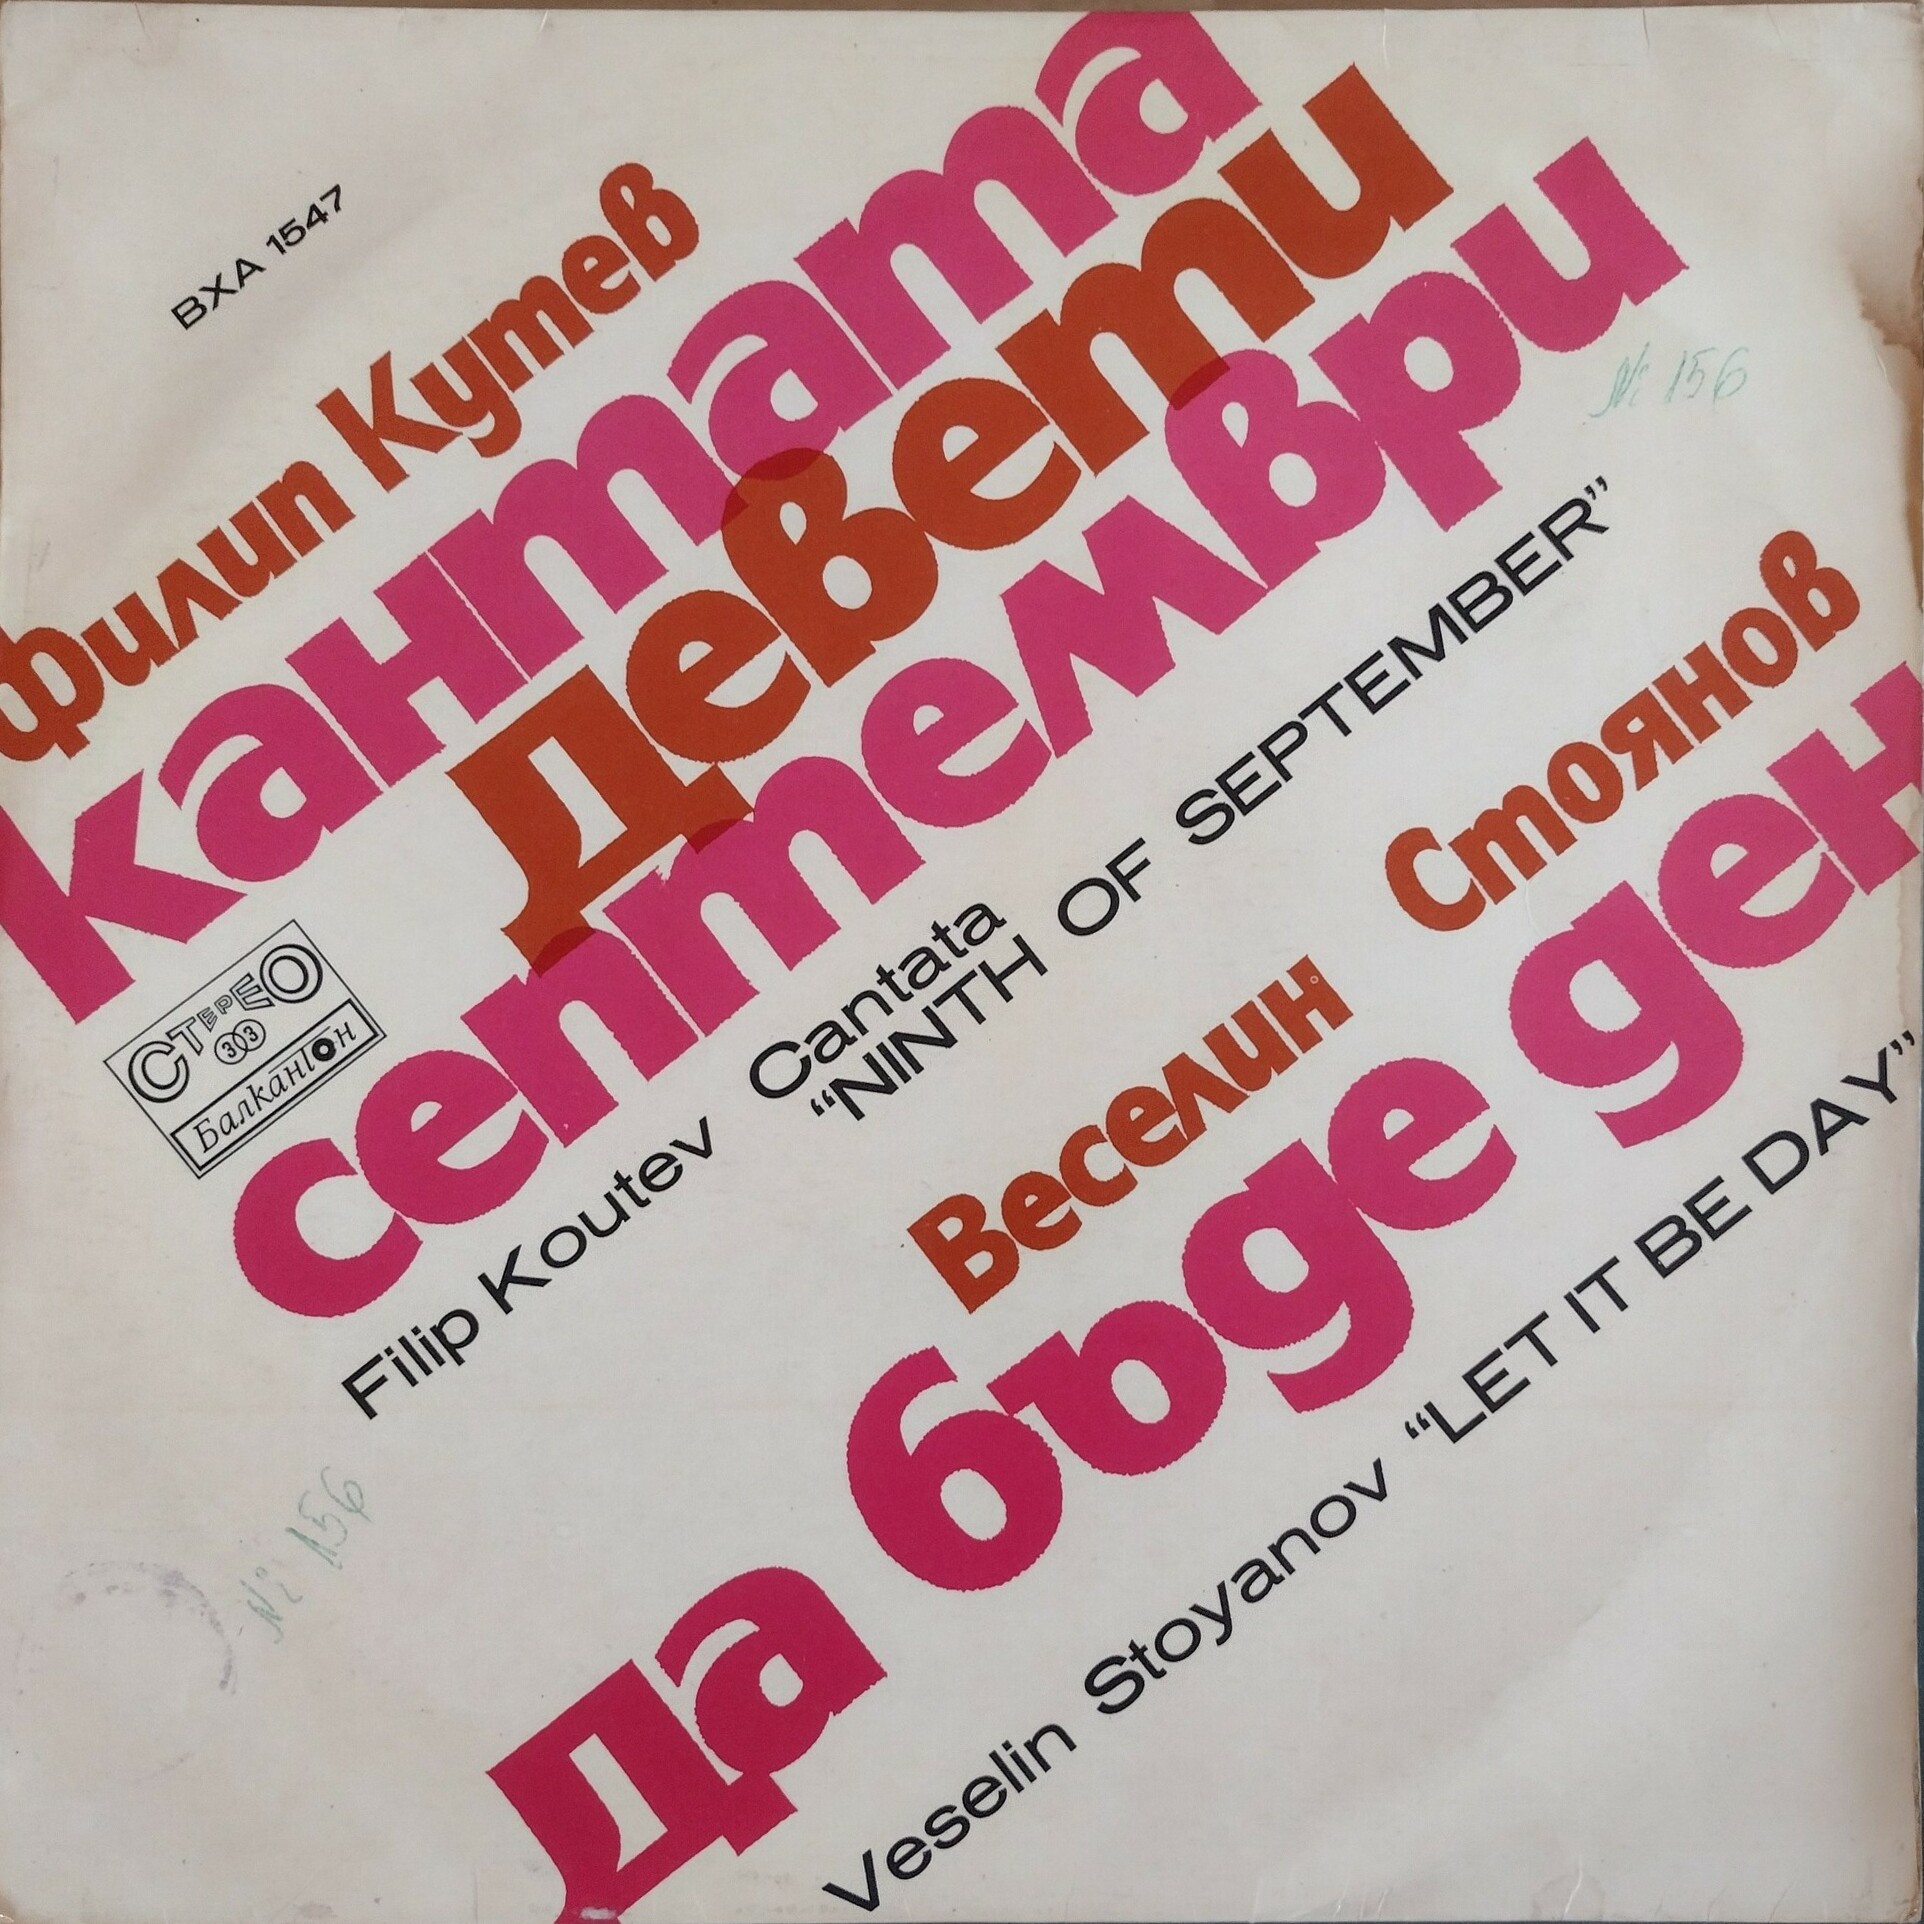 ВХА 1547
Филип Кутев
кантата
Девети
септември
СТЕРЕО
33
Балкантон
Filip Koutev Cantata
“NINTH OF SEPTEMBER”
№ 156
Веселин Стоянов
Да бъде ден
Veselin Stoyanov “LET IT BE DAY”
№ 156